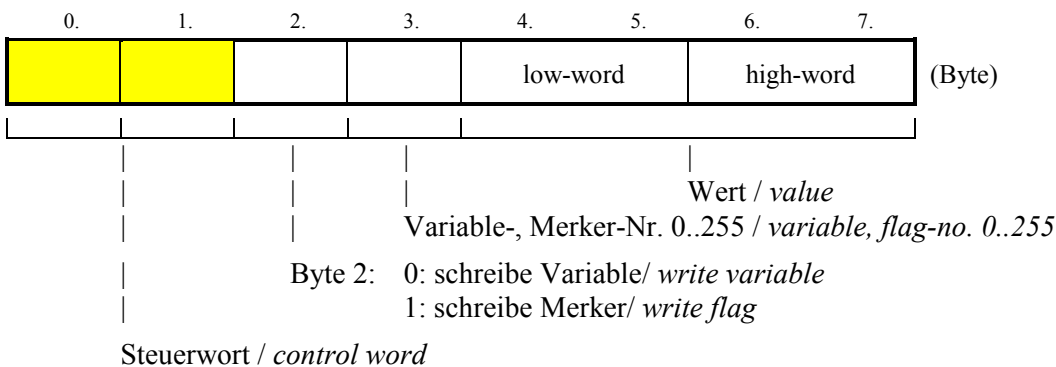 0. 1. 2. 3. 4. 5. 6. 7.
low-word high-word (Byte)
Wert / value
Variable-, Merker-Nr. 0..255 / variable, flag-no. 0..255
Byte 2: 0: schreibe Variable/ write variable
1: schreibe Merker/ write flag
Steuerwort / control word